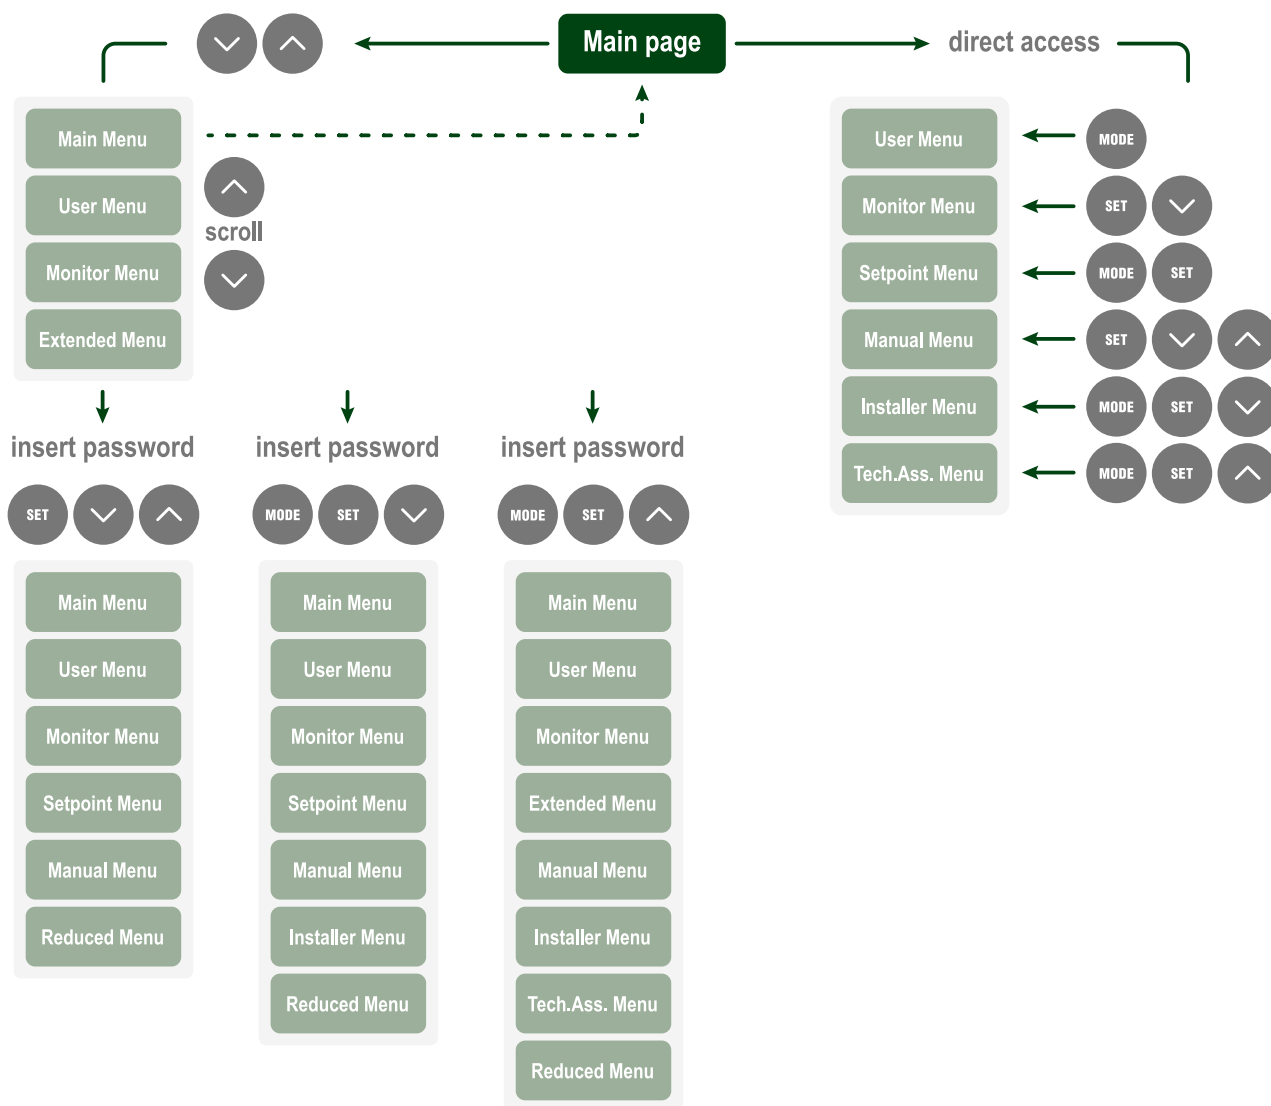 Main page
direct access
Main Menu
User Menu
Monitor Menu
Extended Menu
scroll
User Menu
MODE
Monitor Menu
SET
Setpoint Menu
MODE SET
Manual Menu
SET
Installer Menu
MODE SET
Tech.Ass. Menu
MODE SET
insert password
SET
Main Menu
User Menu
Monitor Menu
Setpoint Menu
Manual Menu
Reduced Menu
insert password
MODE SET
Main Menu
User Menu
Monitor Menu
Setpoint Menu
Manual Menu
Installer Menu
Reduced Menu
insert password
MODE SET
Main Menu
User Menu
Monitor Menu
Extended Menu
Manual Menu
Installer Menu
Tech.Ass. Menu
Reduced Menu